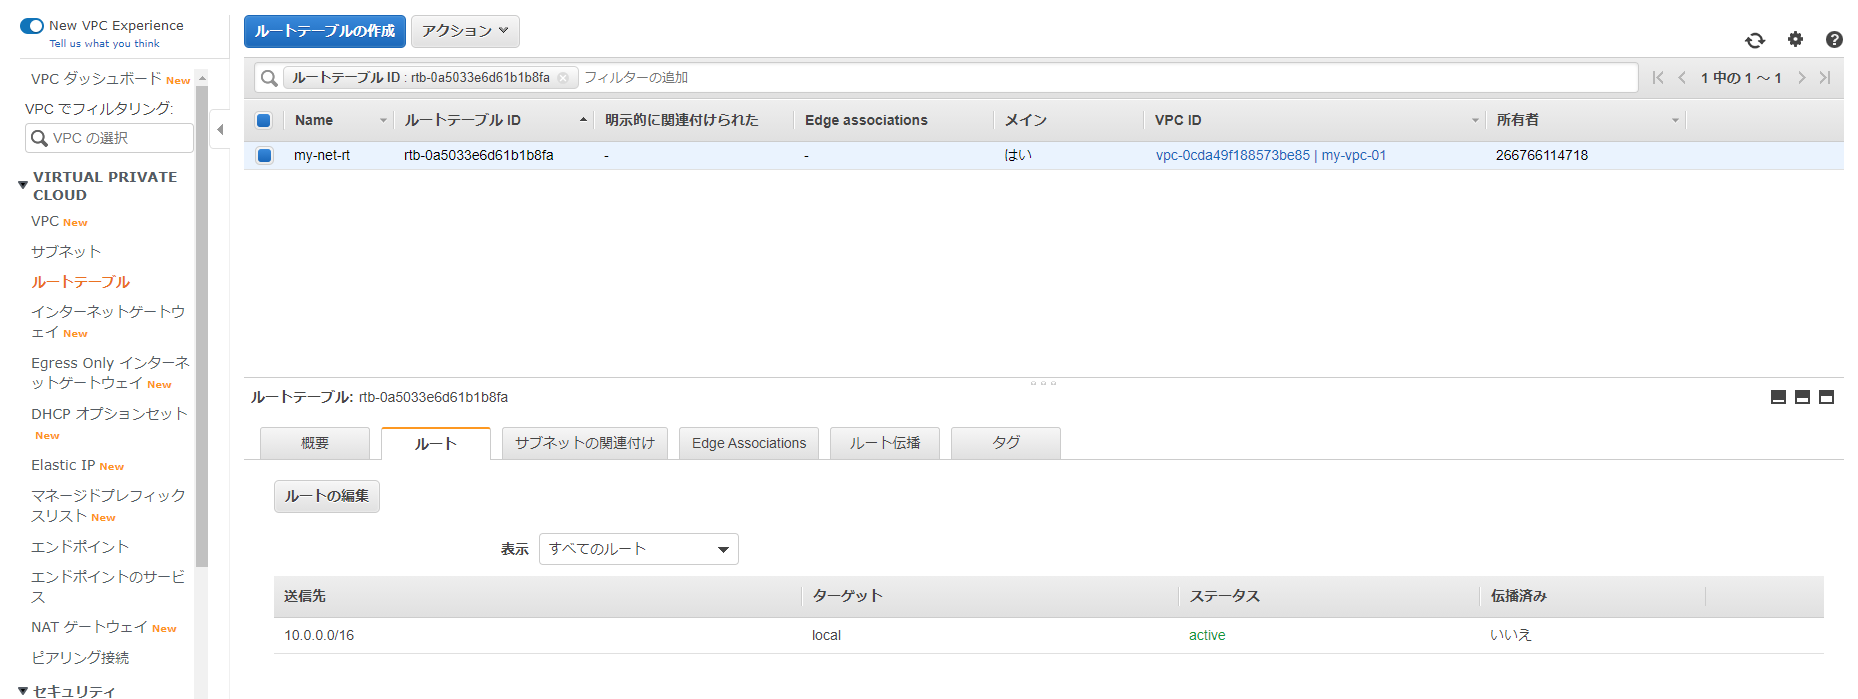 New VPC Experience
Tell us what you think
VPC ダッシュボード New
VPC でフィルタリング:
VPC の選択
VIRTUAL PRIVATE
CLOUD
VPC New
サブネット
ルートテーブル
インターネットゲートウ
ェイ New
Egress Only インターネ
ットゲートウェイ New
DHCP オプションセット
New
Elastic IP New
マネージドプレフィック
スリスト New
エンドポイント
エンドポイントのサービ
ス
NAT ゲートウェイ New
ピアリング接続
セキュリティ
ルートテーブルの作成 アクション
ルートテーブル ID : rtb-0a5033e6d61b1b8fa フィルターの追加 1 中の 1 ～ 1
Name ルートテーブル ID 明示的に関連付けられた Edge associations メイン VPC ID 所有者
my-net-rt rtb-0a5033e6d61b1b8fa - - はい vpc-0cda49f188573be85 | my-vpc-01 266766114718
ルートテーブル: rtb-0a5033e6d61b1b8fa
概要 ルート サブネットの関連付け Edge Associations ルート伝播 タグ
ルートの編集
表示 すべてのルート
送信先 ターゲット ステータス 伝播済み
10.0.0.0/16 local active いいえ